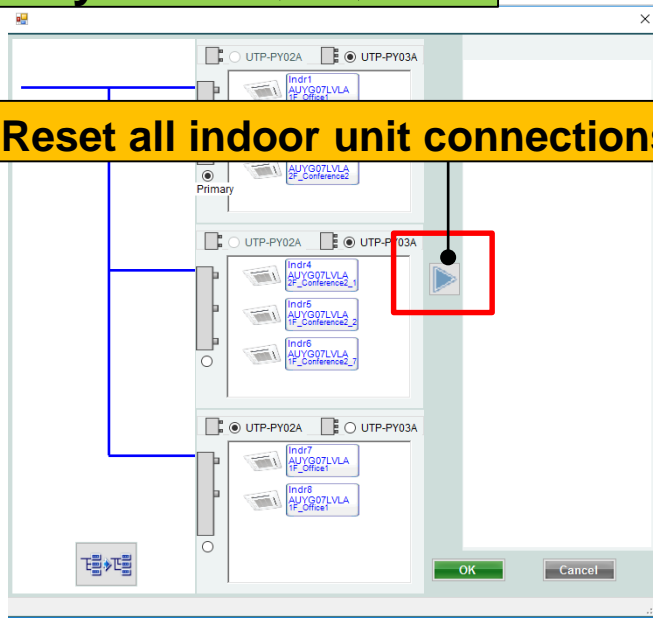 UTP-PY02A UTP-PY03A
Indr1
AUYG07LVLA
1F_Office1
Reset all indoor unit connections
AUYG07LVLA
2F_Conference2
Primary
UTP-PY02A UTP-PY03A
Indr4
AUYG07LVLA
2F_Conference2_1
Indr5
AUYG07LVLA
1F_Conference2_2
Indr6
AUYG07LVLA
1F_Conference2_7
UTP-PY02A UTP-PY03A
Indr7
AUYG07LVLA
1F_Office1
Indr8
AUYG07LVLA
1F_Office1
OK Cancel